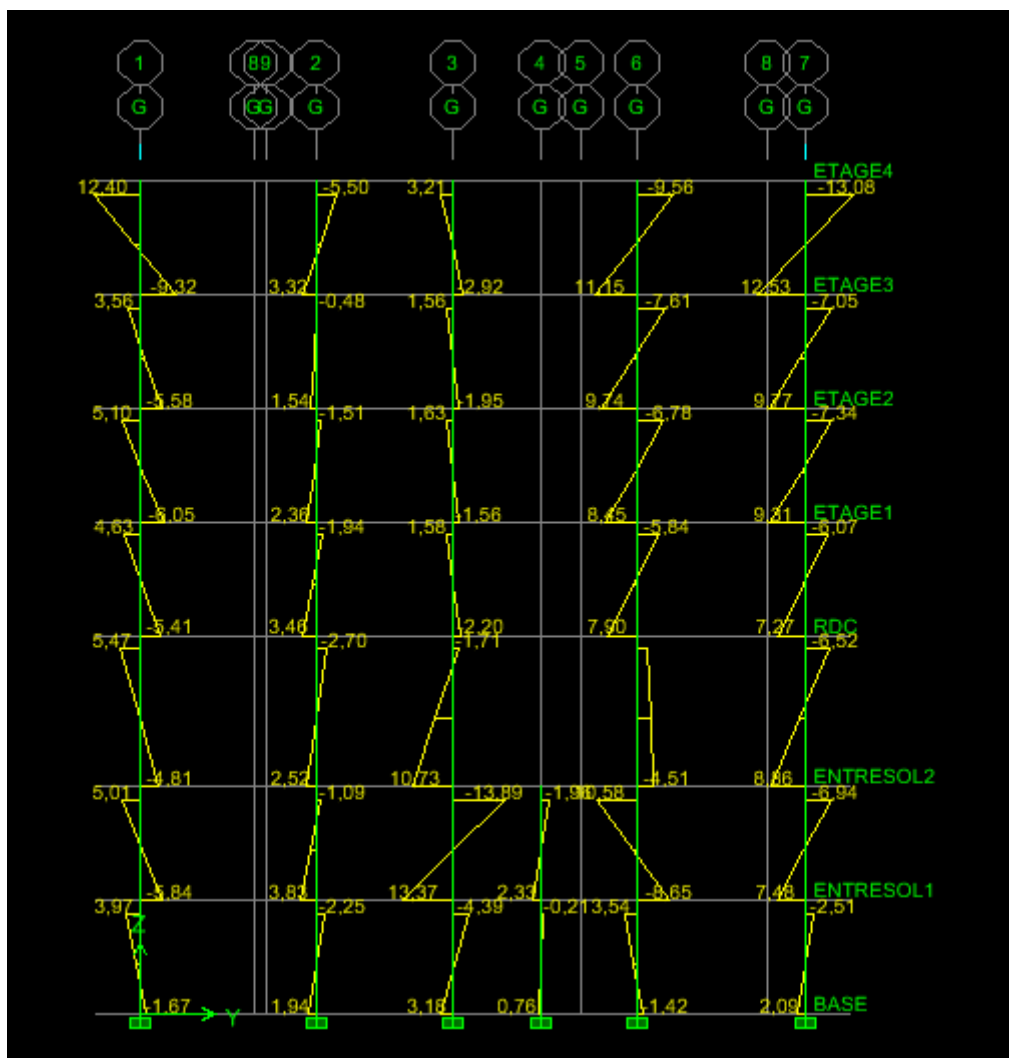 1 8 9 2 3 4 5 6 8 7
G G G G G G G G G G
ETAGE4
12,40 -5,50 3,21 -9,56 -13,08
-9,32 3,32 -2,92 11,15 12,53 ETAGE3
3,56 -0,48 1,56 -7,61 -7,05
-5,58 1,54 -1,95 9,74 9,77 ETAGE2
5,10 -1,51 1,63 -6,78 -7,34
-6,05 2,36 -1,56 8,45 9,31 ETAGE1
4,63 -1,94 1,58 -5,84 -6,07
-5,41 3,46 -2,20 7,90 7,27 RDC
5,47 -2,70 -1,71 -6,52
-4,81 2,52 10,73 -4,51 8,86 ENTRESOL2
5,01 -1,09 -13,89 10,58 -6,94
-5,84 3,83 13,37 2,33 -8,65 7,48 ENTRESOL1
3,97 -2,25 -4,39 -0,21 3,54 -2,51
Z
-1,67 1,94 3,18 0,76 -1,42 2,09 BASE
Y